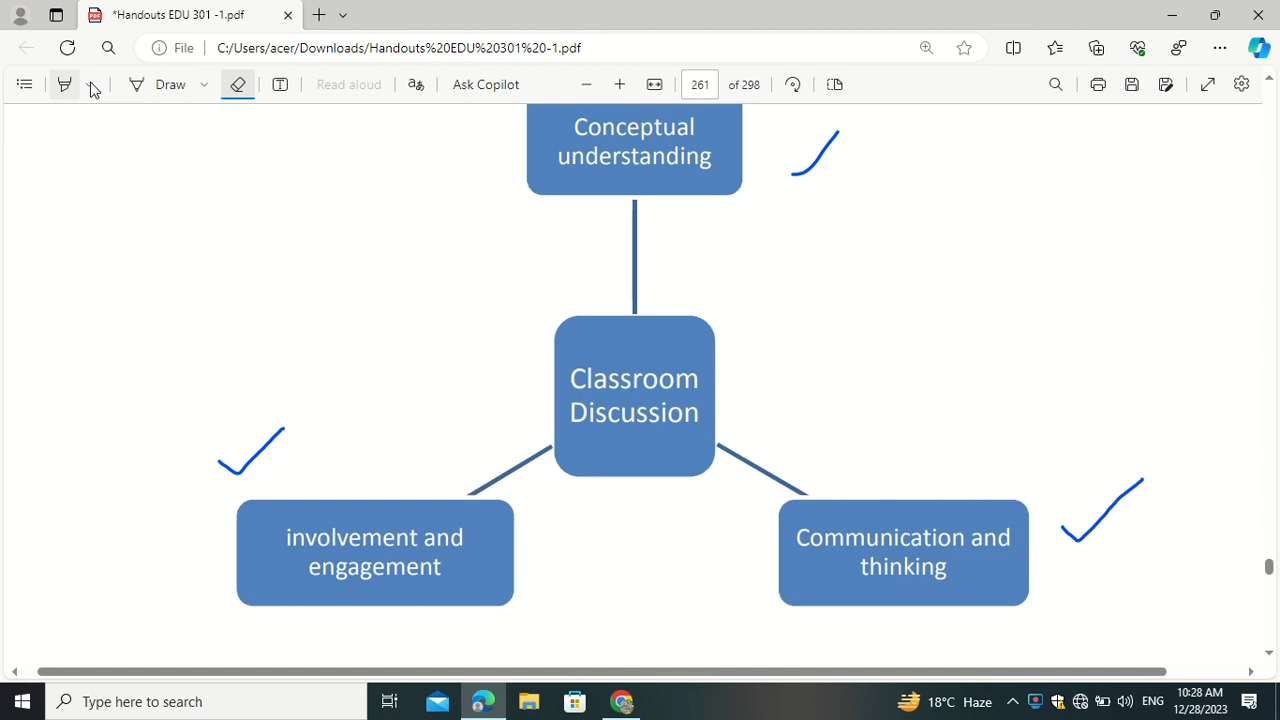 *Handouts EDU 301 -1.pdf
File C:/Users/acer/Downloads/Handouts%20EDU%20301%20-1.pdf
Draw Read aloud aあ Ask Copilot 261 of 298
Conceptual
understanding
Classroom
Discussion
involvement and
engagement
Communication and
thinking
Type here to search
18°C Haze
ENG
10:28 AM
12/28/2023